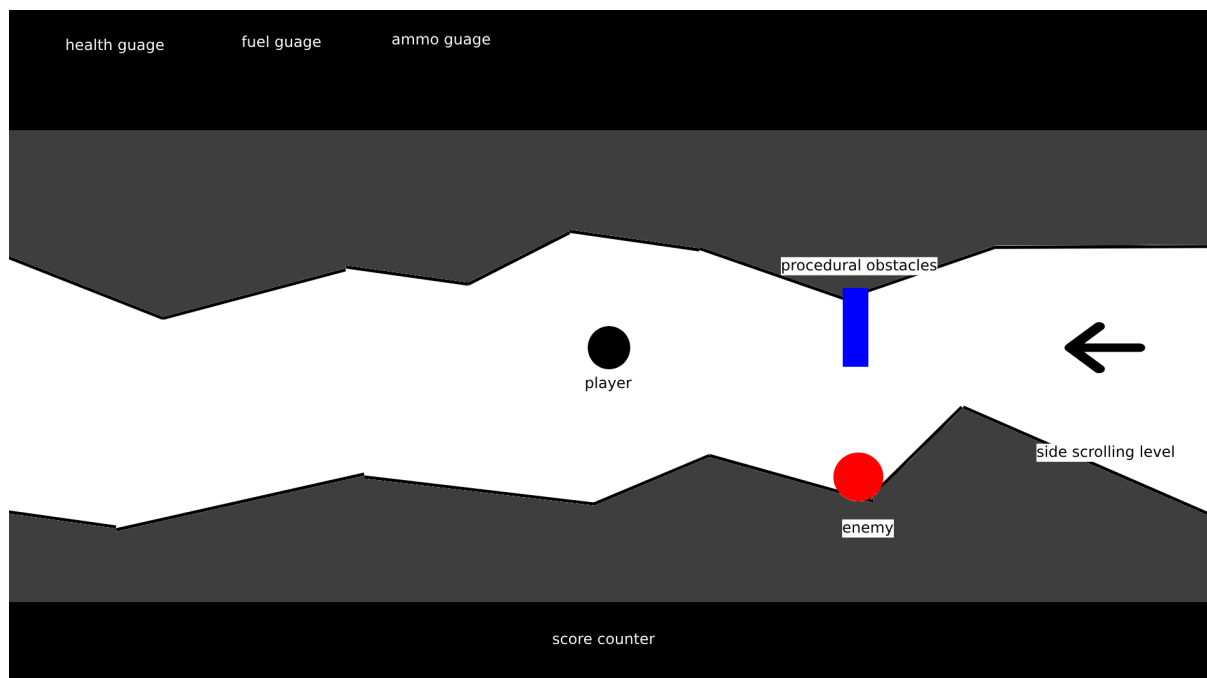 health guage
fuel guage
ammo guage
procedural obstacles
player
side scrolling level
enemy
score counter